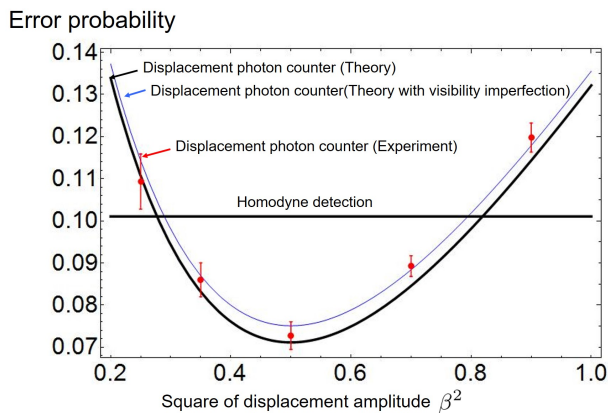 Error probability
0.14
Displacement photon counter (Theory)
0.13
Displacement photon counter(Theory with visibility imperfection)
0.12
Displacement photon counter (Experiment)
0.11
Homodyne detection
0.10
0.09
0.08
0.07
0.2 0.4 0.6 0.8 1.0
Square of displacement amplitude β²